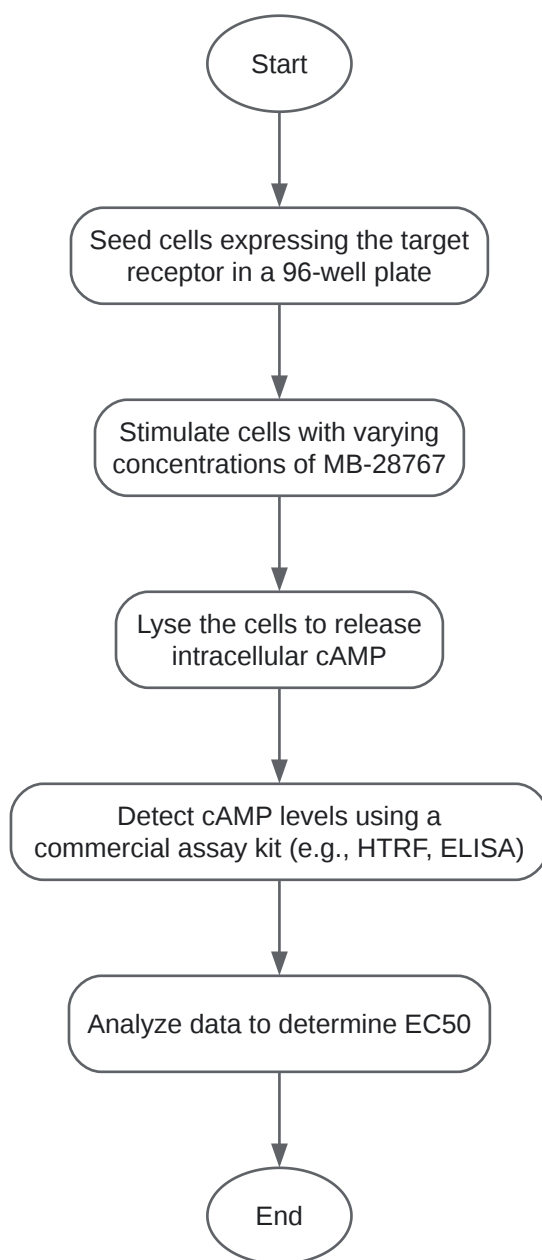 Start
Seed cells expressing the target
receptor in a 96-well plate
Stimulate cells with varying
concentrations of MB-28767
Lyse the cells to release
intracellular cAMP
Detect cAMP levels using a
commercial assay kit (e.g., HTRF, ELISA)
Analyze data to determine EC50
End